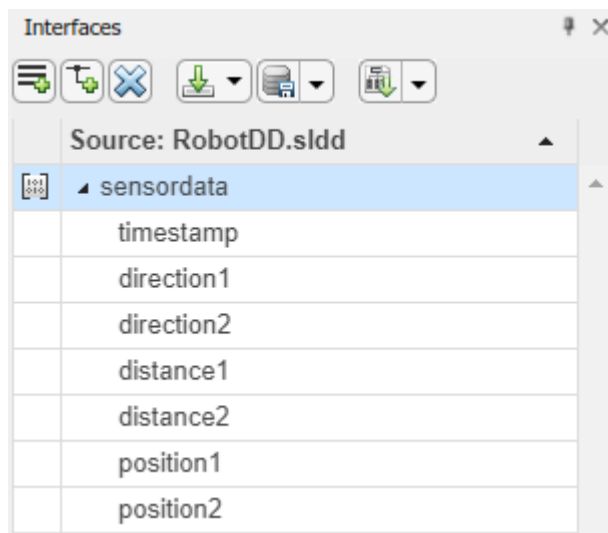 Interfaces
Source: RobotDD.sldd
sensordata
timestamp
direction1
direction2
distance1
distance2
position1
position2